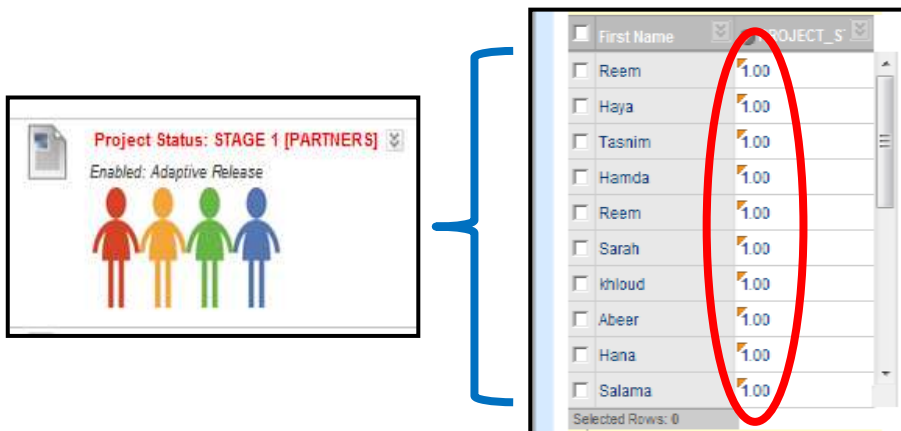 Project Status: STAGE 1 [PARTNERS]
Enabled: Adaptive Release
First Name PROJECT_ST
Reem 1.00
Haya 1.00
Tasnim 1.00
Hamda 1.00
Reem 1.00
Sarah 1.00
khloud 1.00
Abeer 1.00
Hana 1.00
Salama 1.00
Selected Rows: 0